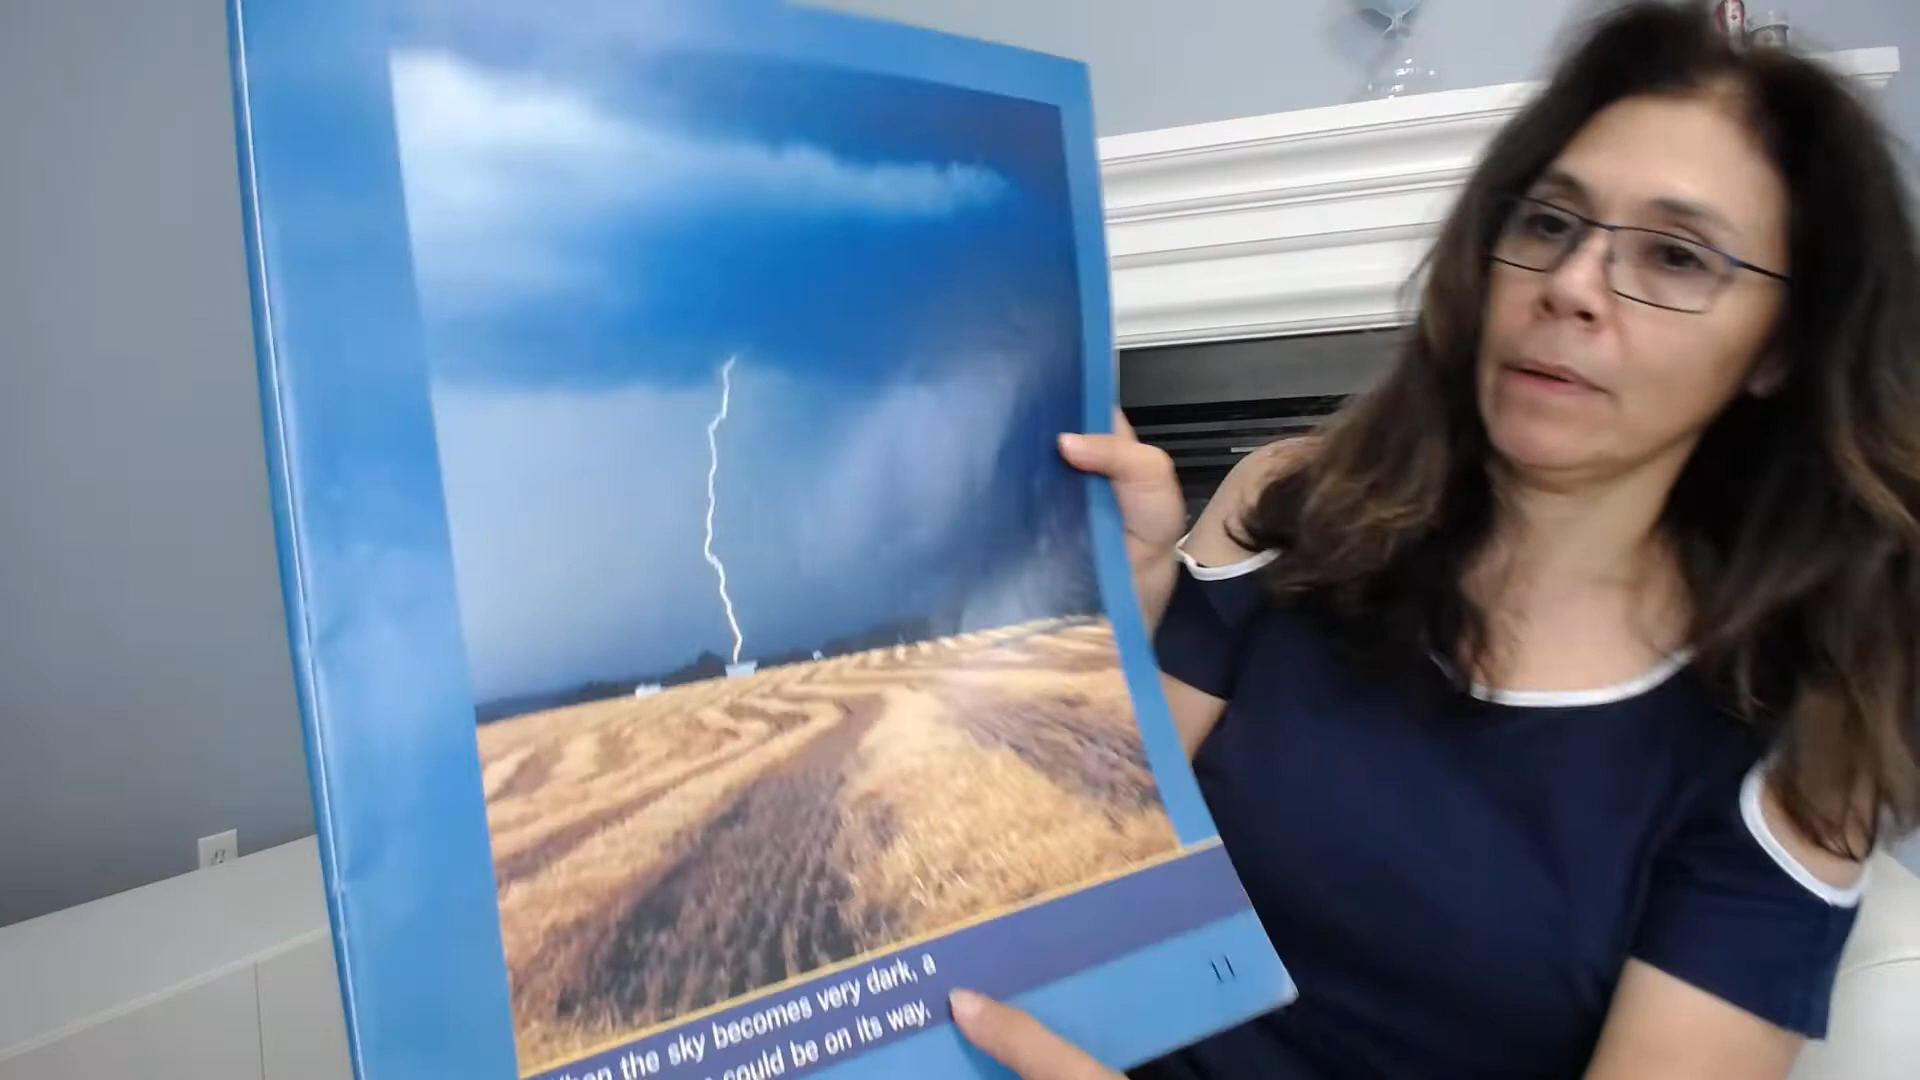 11
the sky becomes very dark, a
could be on its way.